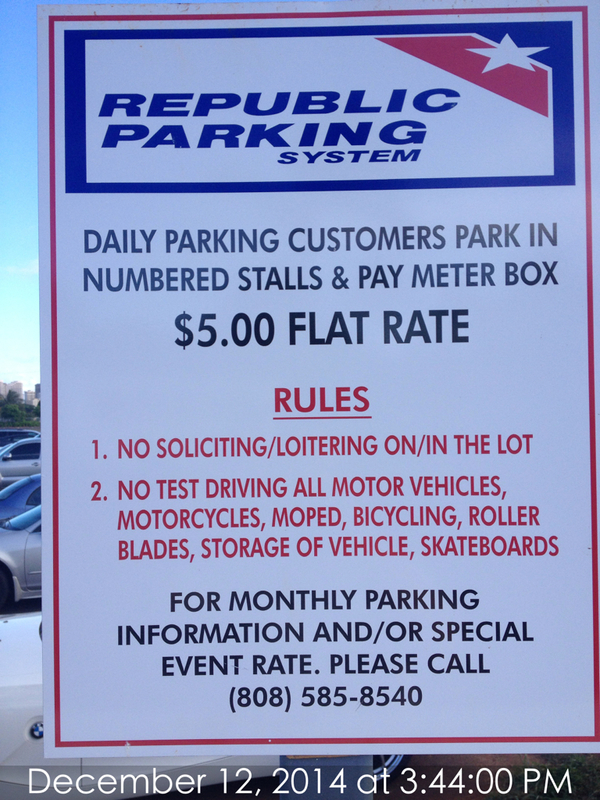 REPUBLIC
PARKING
SYSTEM
DAILY PARKING CUSTOMERS PARK IN
NUMBERED STALLS & PAY METER BOX
$5.00 FLAT RATE
RULES
1. NO SOLICITING/LOITERING ON/IN THE LOT
2. NO TEST DRIVING ALL MOTOR VEHICLES,
MOTORCYCLES, MOPED, BICYCLING, ROLLER
BLADES, STORAGE OF VEHICLE, SKATEBOARDS
FOR MONTHLY PARKING
INFORMATION AND/OR SPECIAL
EVENT RATE. PLEASE CALL
(808) 585-8540
December 12, 2014 at 3:44:00 PM